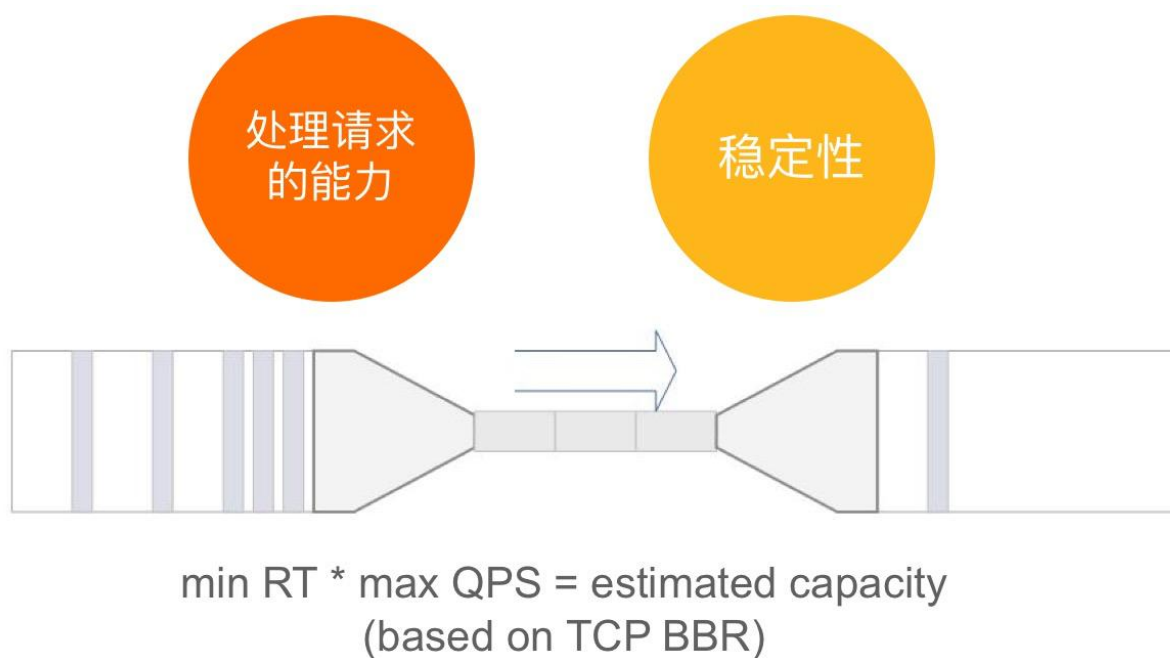 处理请求
的能力
稳定性
min RT * max QPS = estimated capacity
(based on TCP BBR)